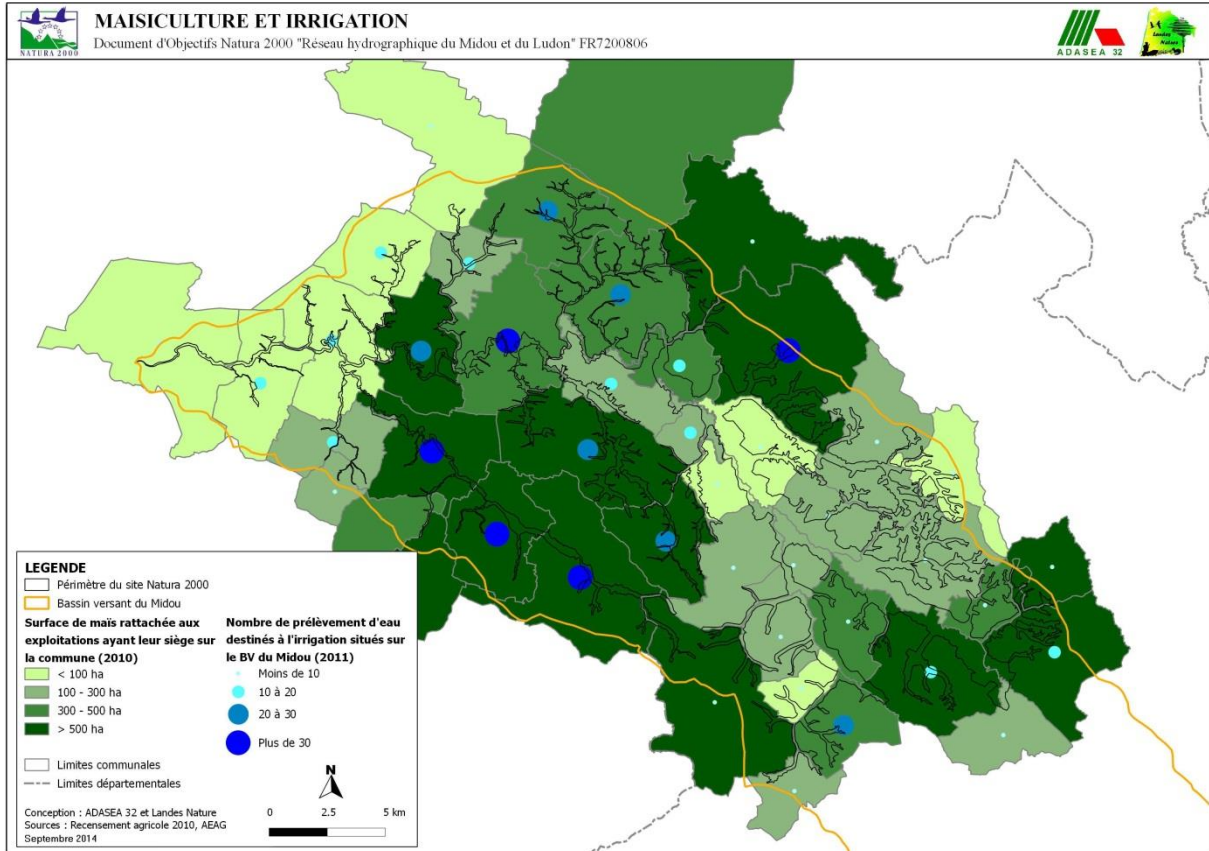 MAISICULTURE ET IRRIGATION
Document d'Objectifs Natura 2000 "Réseau hydrographique du Midou et du Ludon" FR7200806
NATURA 2000
ADASEA 32
Landes
Nature
LEGENDE
Périmètre du site Natura 2000
Bassin versant du Midou
Surface de maïs rattachée aux
exploitations ayant leur siège sur
la commune (2010)
< 100 ha
100 - 300 ha
300 - 500 ha
> 500 ha
Nombre de prélèvement d'eau
destinés à l'irrigation situés sur
le BV du Midou (2011)
Moins de 10
10 à 20
20 à 30
Plus de 30
Limites communales
Limites départementales
N
Conception : ADASEA 32 et Landes Nature
Sources : Recensement agricole 2010, AEAG
Septembre 2014
0 2.5 5 km